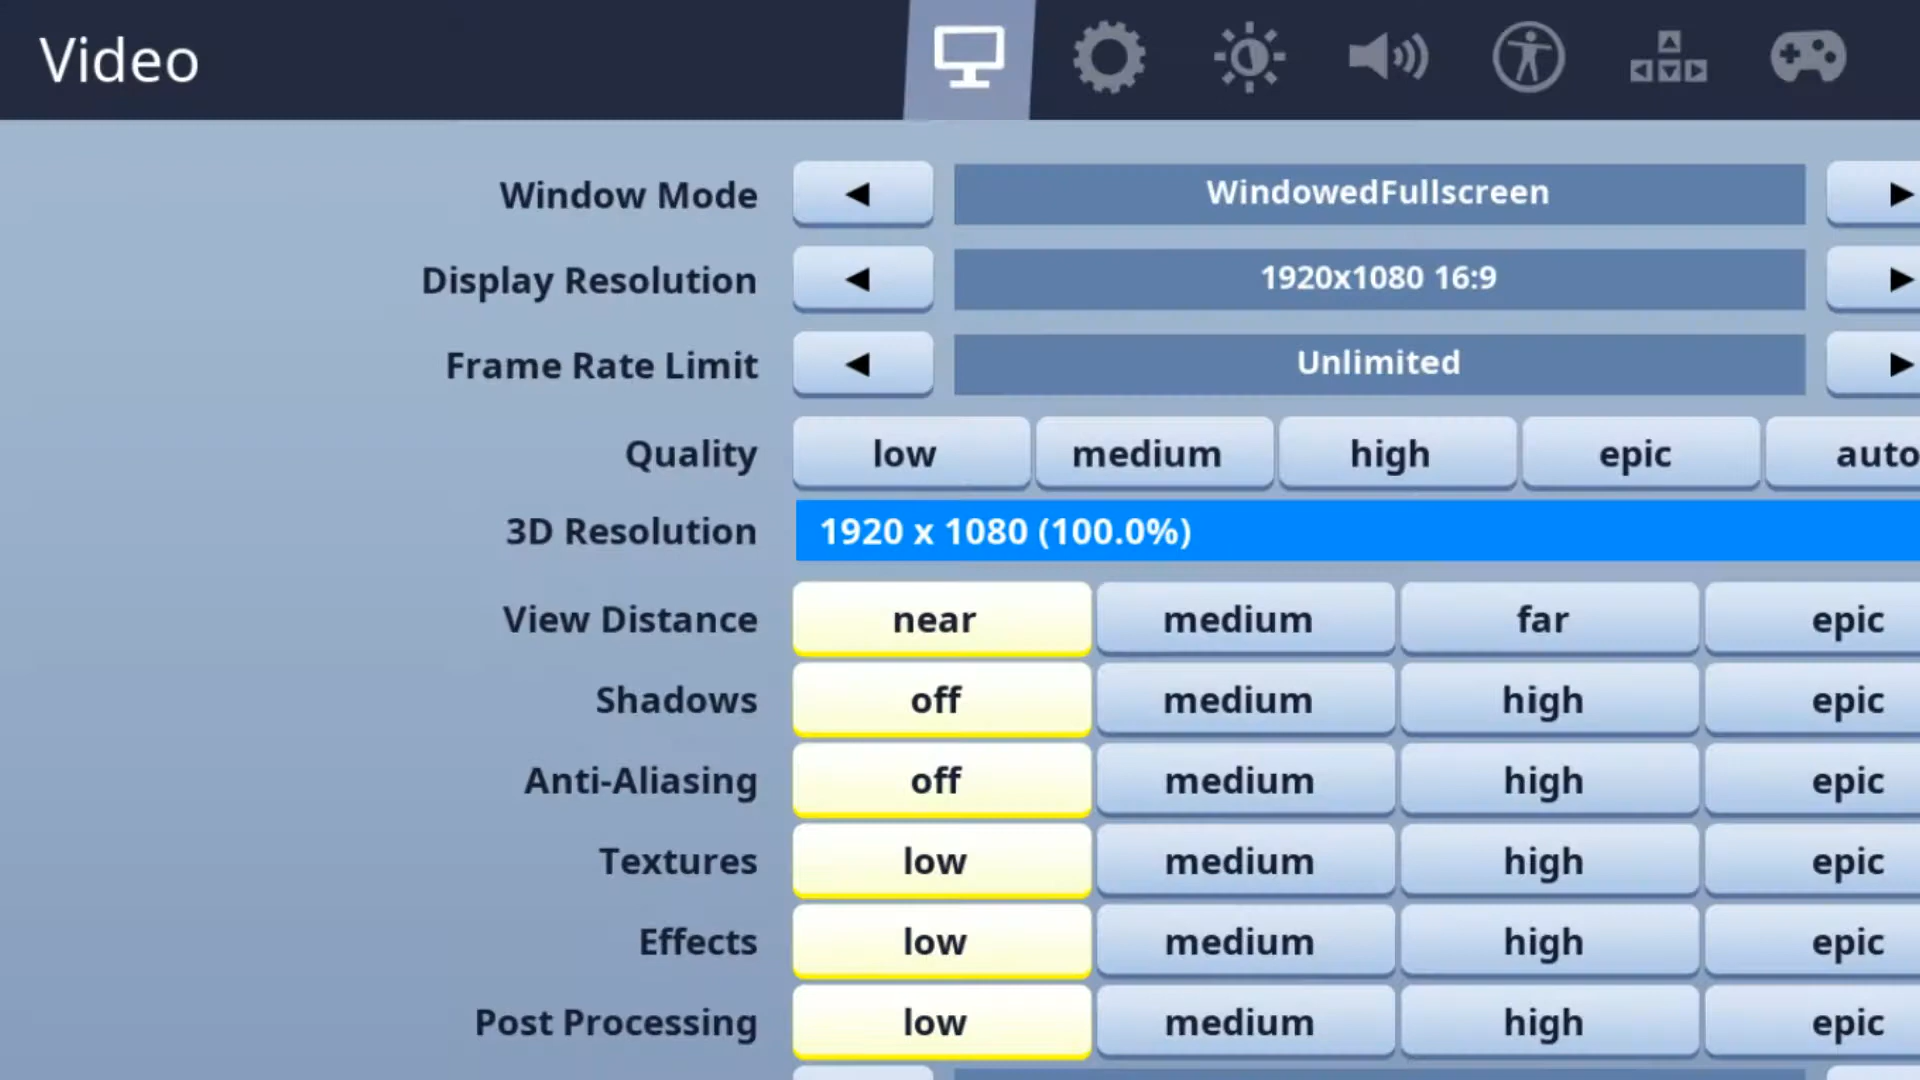 Video
Window Mode WindowedFullscreen
Display Resolution 1920x1080 16:9
Frame Rate Limit Unlimited
Quality low medium high epic auto
3D Resolution 1920 x 1080 (100.0%)
View Distance near medium far epic
Shadows off medium high epic
Anti-Aliasing off medium high epic
Textures low medium high epic
Effects low medium high epic
Post Processing low medium high epic